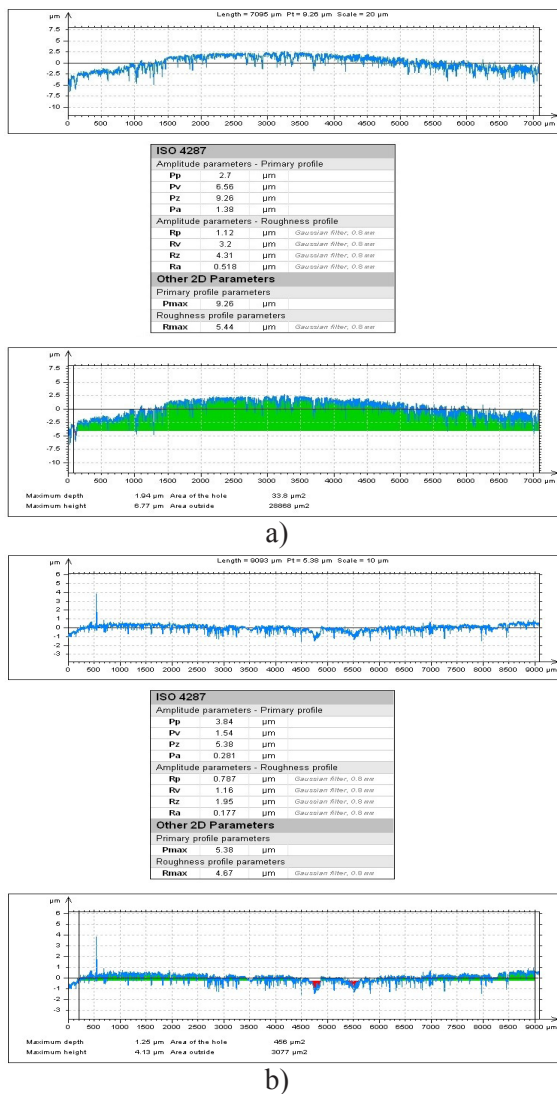 Length = 7095 µm Pt = 9.26 µm Scale = 20 µm
µm
7.5
5
2.5
0
-2.5
-5
-7.5
-10
0 500 1000 1500 2000 2500 3000 3500 4000 4500 5000 5500 6000 6500 7000 µm
ISO 4287
Amplitude parameters - Primary profile
Pp 2.7 µm
Pv 6.56 µm
Pz 9.26 µm
Pa 1.38 µm
Amplitude parameters - Roughness profile
Rp 1.12 µm Gaussian filter, 0.8 мм
Rv 3.2 µm Gaussian filter, 0.8 мм
Rz 4.31 µm Gaussian filter, 0.8 мм
Ra 0.518 µm Gaussian filter, 0.8 мм
Other 2D Parameters
Primary profile parameters
Pmax 9.26 µm
Roughness profile parameters
Rmax 5.44 µm Gaussian filter, 0.8 мм
µm
7.5
5
2.5
0
-2.5
-5
-7.5
-10
0 500 1000 1500 2000 2500 3000 3500 4000 4500 5000 5500 6000 6500 7000 µm
Maximum depth 1.94 µm Area of the hole 33.8 µm2
Maximum height 6.77 µm Area outside 28868 µm2
a)
Length = 9093 µm Pt = 5.38 µm Scale = 10 µm
µm
6
5
4
3
2
1
0
-1
-2
-3
0 500 1000 1500 2000 2500 3000 3500 4000 4500 5000 5500 6000 6500 7000 7500 8000 8500 9000 µm
ISO 4287
Amplitude parameters - Primary profile
Pp 3.84 µm
Pv 1.54 µm
Pz 5.38 µm
Pa 0.281 µm
Amplitude parameters - Roughness profile
Rp 0.787 µm Gaussian filter, 0.8 мм
Rv 1.16 µm Gaussian filter, 0.8 мм
Rz 1.95 µm Gaussian filter, 0.8 мм
Ra 0.177 µm Gaussian filter, 0.8 мм
Other 2D Parameters
Primary profile parameters
Pmax 5.38 µm
Roughness profile parameters
Rmax 4.67 µm Gaussian filter, 0.8 мм
µm
6
5
4
3
2
1
0
-1
-2
-3
0 500 1000 1500 2000 2500 3000 3500 4000 4500 5000 5500 6000 6500 7000 7500 8000 8500 9000 µm
Maximum depth 1.25 µm Area of the hole 466 µm2
Maximum height 4.13 µm Area outside 3077 µm2
b)